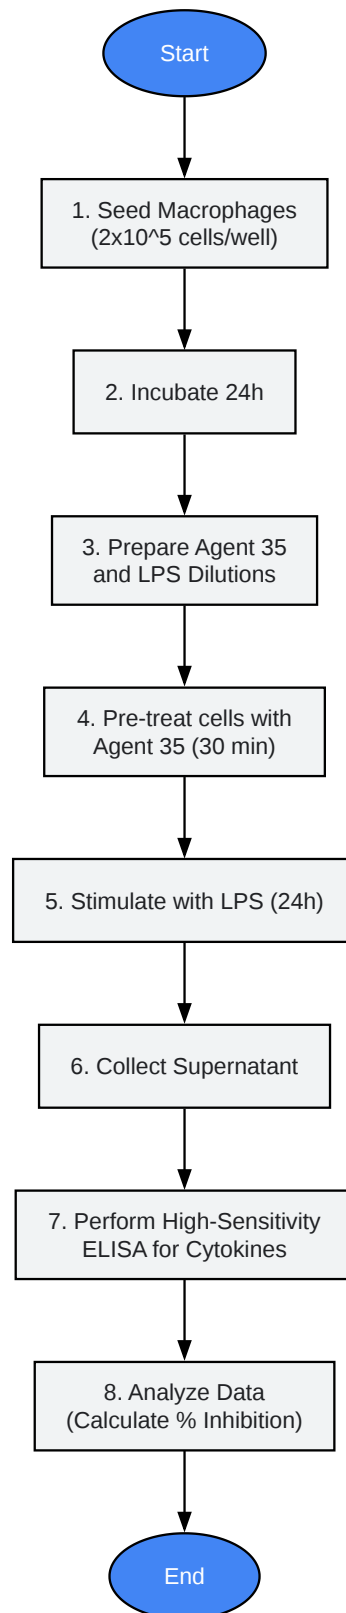 Start
1. Seed Macrophages
(2x10^5 cells/well)
2. Incubate 24h
3. Prepare Agent 35
and LPS Dilutions
4. Pre-treat cells with
Agent 35 (30 min)
5. Stimulate with LPS (24h)
6. Collect Supernatant
7. Perform High-Sensitivity
ELISA for Cytokines
8. Analyze Data
(Calculate % Inhibition)
End